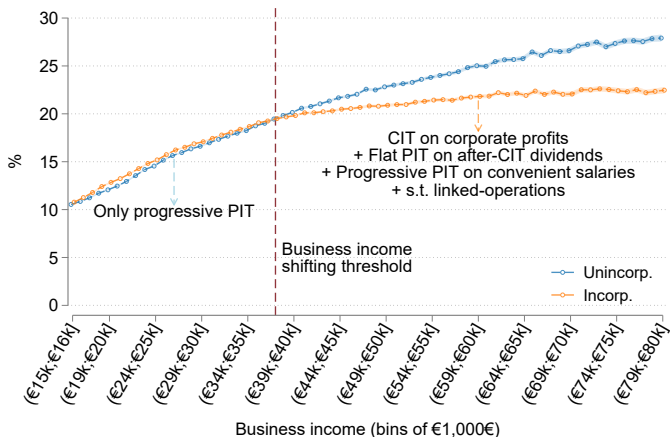 30
25
20
15
10
5
0
%
CIT on corporate profits
+ Flat PIT on after-CIT dividends
+ Progressive PIT on convenient salaries
+ s.t. linked-operations
Only progressive PIT
Business income
shifting threshold
Unincorp.
Incorp.
(€15k;€16K]
(€19k;€20K]
(€24k;€25K]
(€29k;€30K]
(€34k;€35K]
(€39k;€40K]
(€44k;€45K]
(€49k;€50K]
(€54k;€55K]
(€59k;€60K]
(€64k;€65K]
(€69k;€70K]
(€74k;€75K]
(€79k;€80K]
Business income (bins of €1,000€)